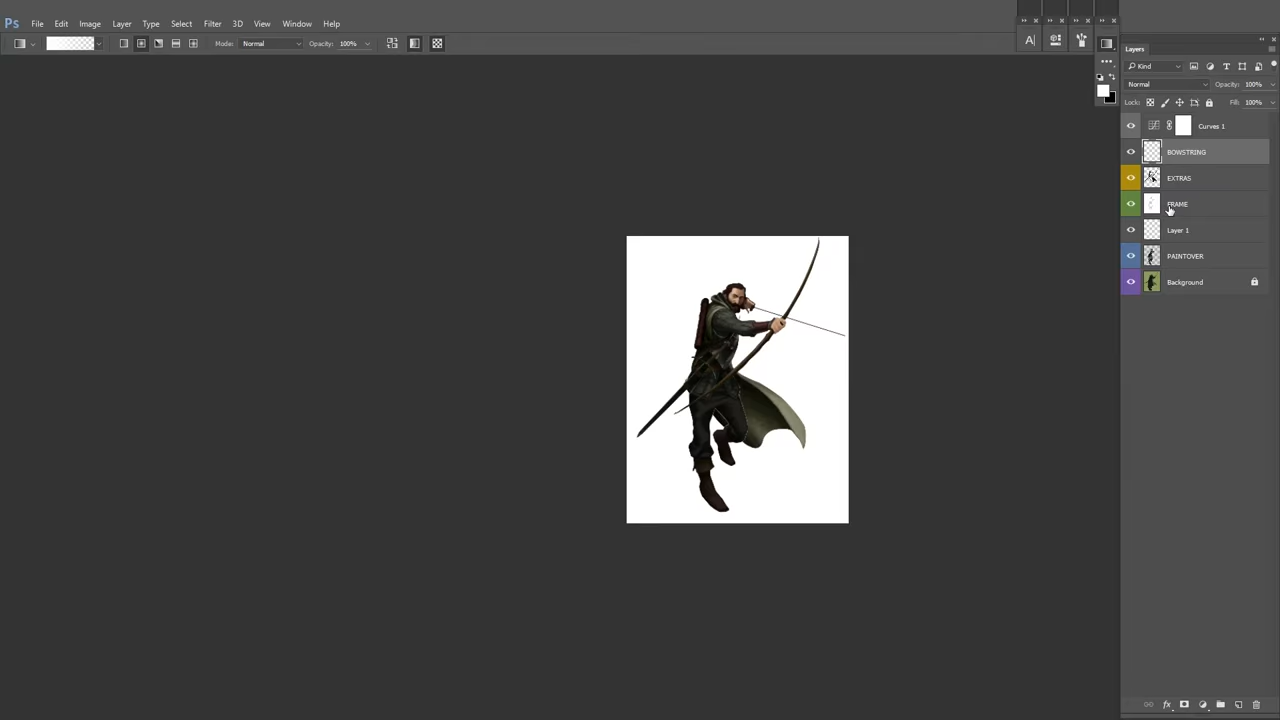 Ps File Edit Image Layer Type Select Filter 3D View Window Help
Mode: Normal Opacity: 100%
A|
Layers
Kind
Normal Opacity: 100%
Lock: Fill: 100%
Curves 1
BOWSTRING
EXTRAS
FRAME
Layer 1
PAINTOVER
Background
fx